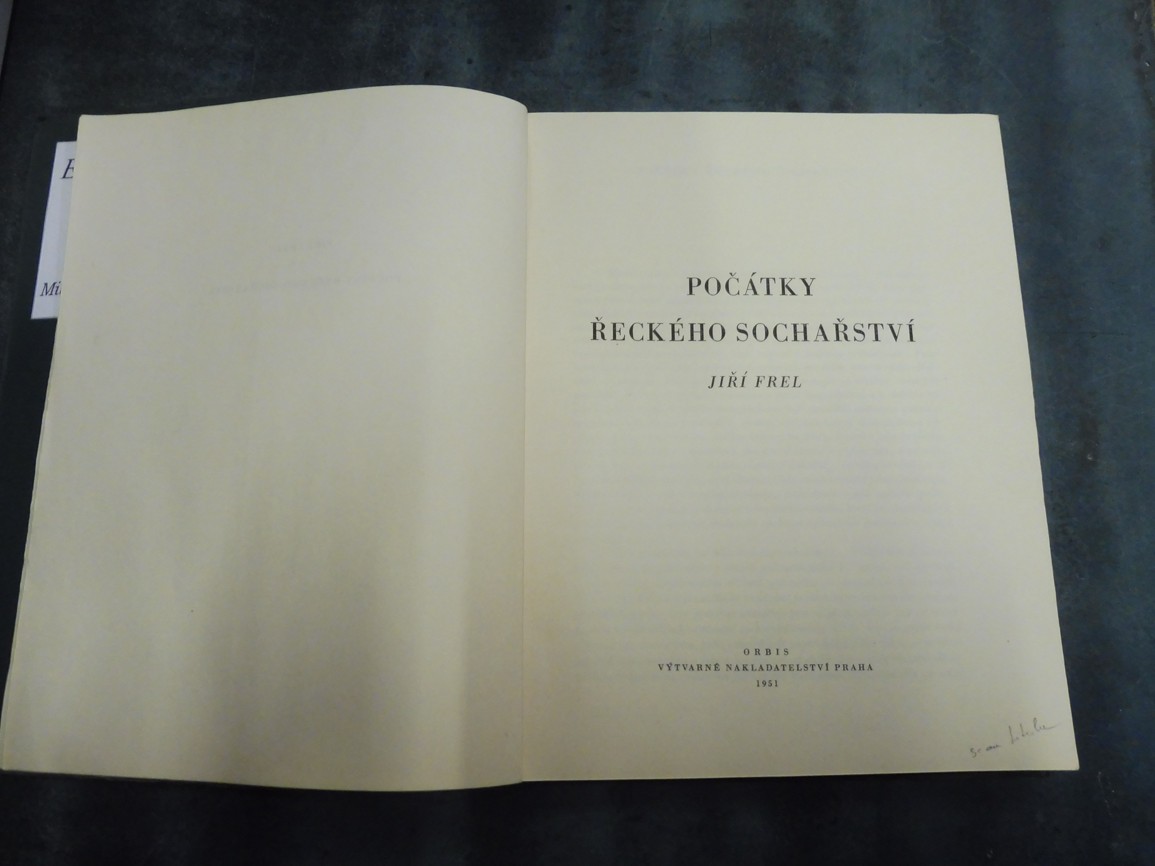 POČÁTKY
ŘECKÉHO SOCHAŘSTVÍ
JIŘÍ FREL
ORBIS
VÝTVARNÉ NAKLADATELSTVÍ PRAHA
1951